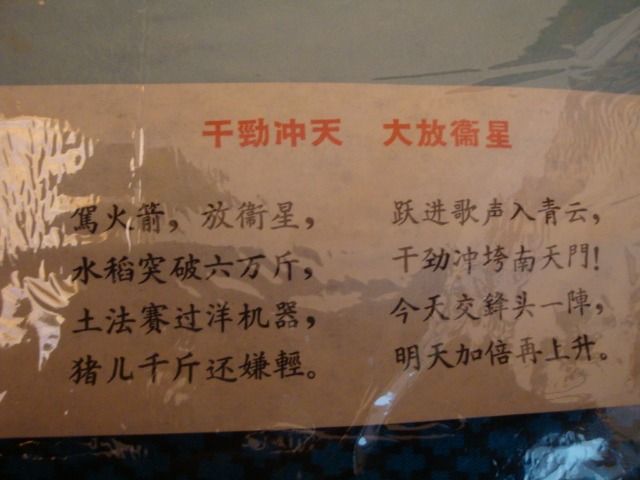 干勁冲天　大放衞星
駕火箭，放衞星，
水稻突破六万斤，
土法賽过洋机器，
猪儿千斤还嫌輕。
跃进歌声入青云，
干劲冲垮南天門！
今天交鋒头一陣，
明天加倍再上升。